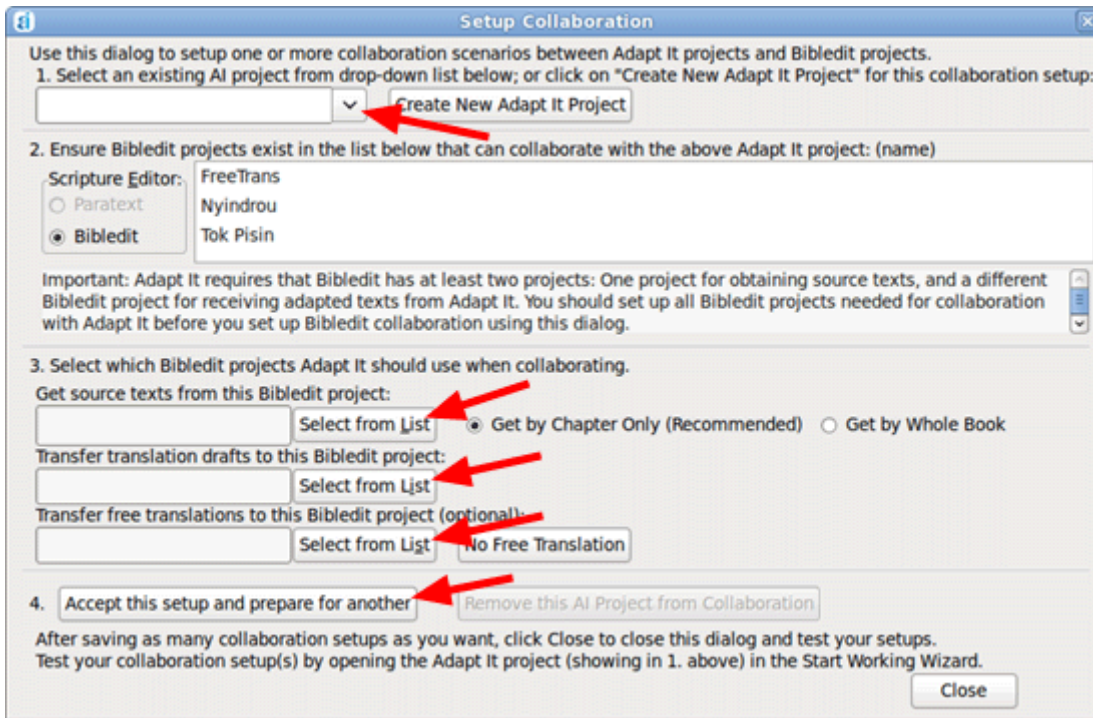 Setup Collaboration
Use this dialog to setup one or more collaboration scenarios between Adapt It projects and Bibledit projects.
1. Select an existing AI project from drop-down list below; or click on "Create New Adapt It Project" for this collaboration setup:
Create New Adapt It Project
2. Ensure Bibledit projects exist in the list below that can collaborate with the above Adapt It project: (name)
Scripture Editor:
Paratext
Bibledit
FreeTrans
Nyindrou
Tok Pisin
Important: Adapt It requires that Bibledit has at least two projects: One project for obtaining source texts, and a different
Bibledit project for receiving adapted texts from Adapt It. You should set up all Bibledit projects needed for collaboration
with Adapt It before you set up Bibledit collaboration using this dialog.
3. Select which Bibledit projects Adapt It should use when collaborating.
Get source texts from this Bibledit project:
Select from List Get by Chapter Only (Recommended) Get by Whole Book
Transfer translation drafts to this Bibledit project:
Select from List
Transfer free translations to this Bibledit project (optional):
Select from List No Free Translation
4. Accept this setup and prepare for another Remove this AI Project from Collaboration
After saving as many collaboration setups as you want, click Close to close this dialog and test your setups.
Test your collaboration setup(s) by opening the Adapt It project (showing in 1. above) in the Start Working Wizard.
Close